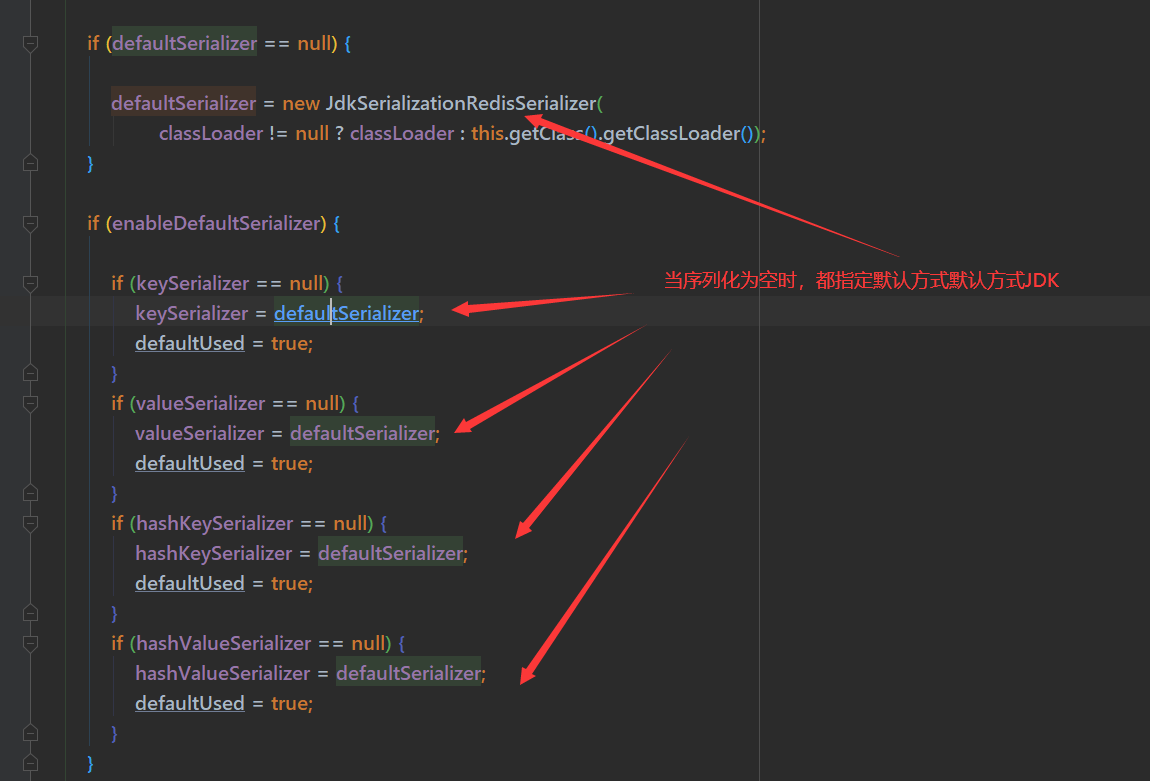 if (defaultSerializer == null) {
defaultSerializer = new JdkSerializationRedisSerializer(
classLoader != null ? classLoader : this.getClass().getClassLoader());
}
if (enableDefaultSerializer) {
当序列化为空时，都指定默认方式默认方式JDK
if (keySerializer == null) {
keySerializer = defaultSerializer;
defaultUsed = true;
}
if (valueSerializer == null) {
valueSerializer = defaultSerializer;
defaultUsed = true;
}
if (hashKeySerializer == null) {
hashKeySerializer = defaultSerializer;
defaultUsed = true;
}
if (hashValueSerializer == null) {
hashValueSerializer = defaultSerializer;
defaultUsed = true;
}
}